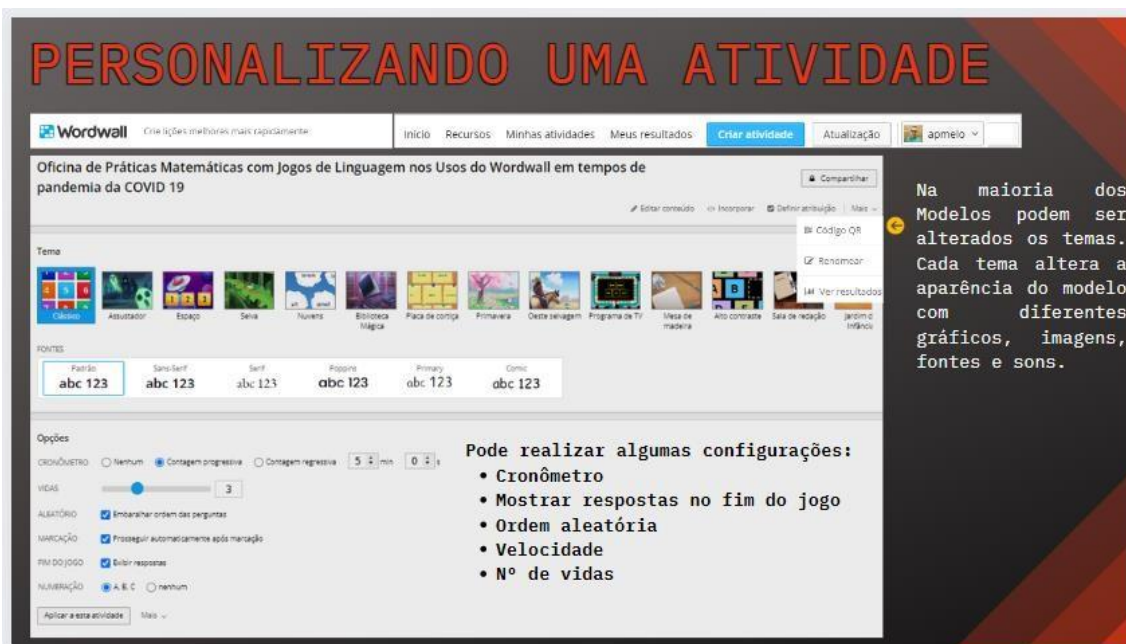 PERSONALIZANDO UMA ATIVIDADE
Wordwall Crie lições melhores mais rapidamente
Início Recursos Minhas atividades Meus resultados Criar atividade Atualização apmelo
Oficina de Práticas Matemáticas com Jogos de Linguagem nos Usos do Wordwall em tempos de
pandemia da COVID 19
Compartilhar
Editar conteúdo Incorporar Definir atribuição Mais
Código QR
Renomear
Ver resultados
Na maioria dos
Modelos podem ser
alterados os temas.
Cada tema altera a
aparência do modelo
com diferentes
gráficos, imagens,
fontes e sons.
Tema
Clássico Assustador Espaço Selva Nuvens Biblioteca Placa de cortiça Primavera Oeste selvagem Programa de TV Mesa de Alto contraste Sala de redação Jardim d
Mágica madeira Infânci
FONTES
Padrão Sans-Serif Serif Poppins Primary Comic
abc 123 abc 123 abc 123 abc 123 abc 123 abc 123
Opções
CRONÔMETRO Nenhum Contagem progressiva Contagem regressiva 5 min 0 s
VIDAS 3
ALEATÓRIO Embaralhar ordem das perguntas
MARCAÇÃO Prosseguir automaticamente após marcação
FIM DO JOGO Exibir respostas
NUMERAÇÃO A, B, C nenhum
Aplicar a esta atividade Mais
Pode realizar algumas configurações:
• Cronômetro
• Mostrar respostas no fim do jogo
• Ordem aleatória
• Velocidade
• Nº de vidas